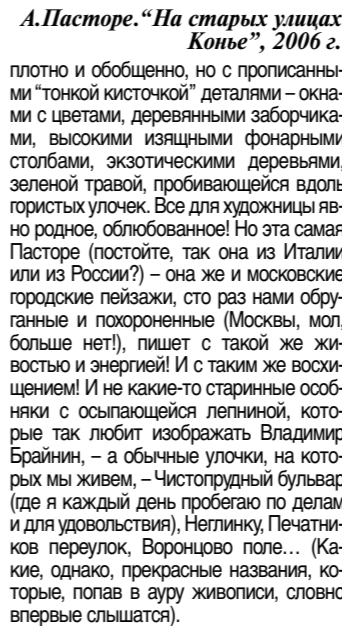 А.Пасторе.“На старых улицах
Конье”, 2006 г.
плотно и обобщенно, но с прописанны-
ми “тонкой кисточкой” деталями – окна-
ми с цветами, деревянными заборчика-
ми, высокими изящными фонарными
столбами, экзотическими деревьями,
зеленой травой, пробивающейся вдоль
гористых улочек. Все для художницы яв-
но родное, облюбованное! Но эта самая
Пасторе (постойте, так она из Италии
или из России?) – она же и московские
городские пейзажи, сто раз нами обру-
ганные и похороненные (Москвы, мол,
больше нет!), пишет с такой же жи-
востью и энергией! И с таким же восхи-
щением! И не какие-то старинные особ-
няки с осыпающейся лепниной, кото-
рые так любит изображать Владимир
Брайнин, – а обычные улочки, на кото-
рых мы живем, – Чистопрудный бульвар
(где я каждый день пробегаю по делам
и для удовольствия), Неглинку, Печатни-
ков переулок, Воронцово поле... (Ка-
кие, однако, прекрасные названия, ко-
торые, попав в ауру живописи, словно
впервые слышатся).